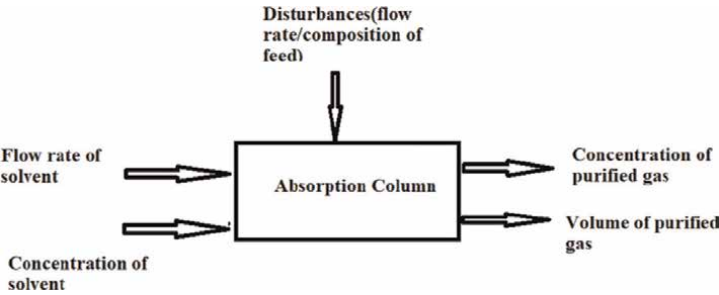 Disturbances(flow
rate/composition of
feed)
Flow rate of
solvent
Absorption Column
Concentration of
purified gas
Volume of purified
gas
Concentration of
solvent